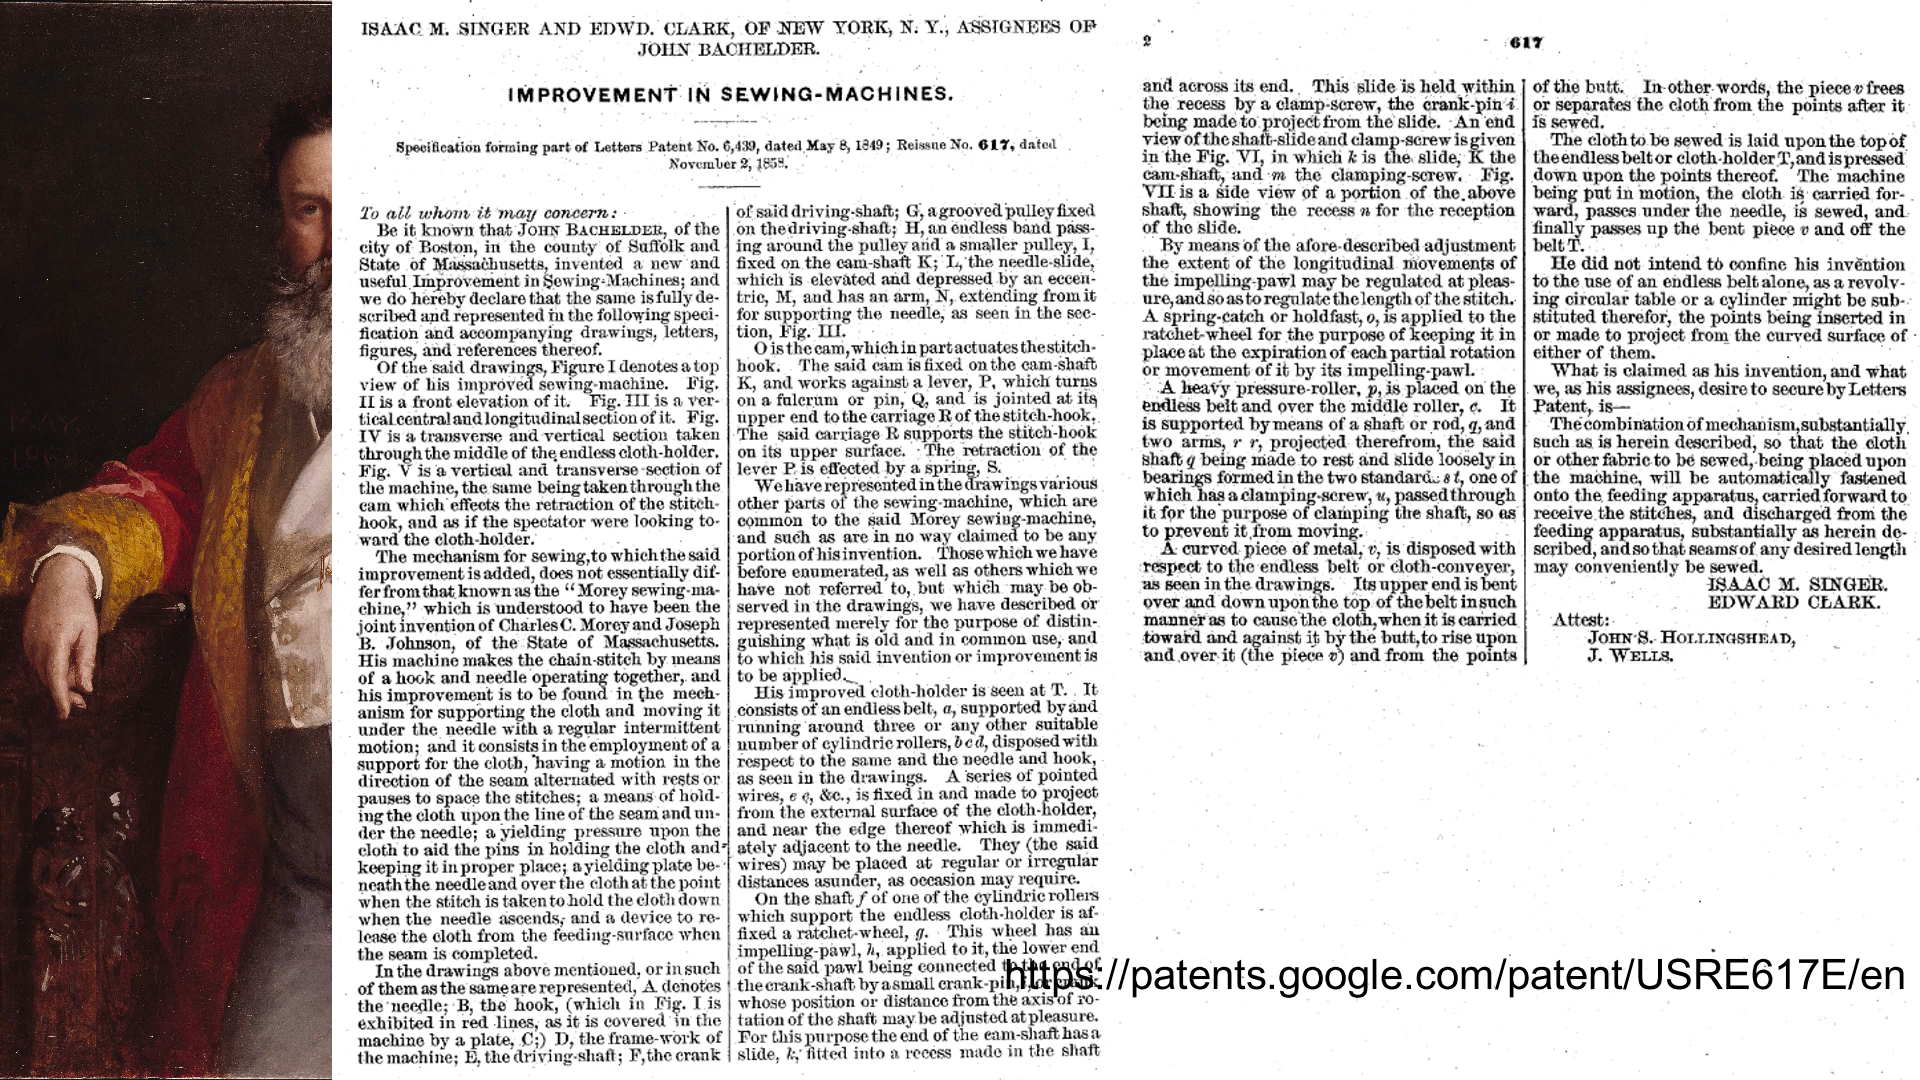 ISAAC M. SINGER AND EDWD. CLARK, OF NEW YORK, N. Y., ASSIGNEES OF
JOHN BACHELDER.
IMPROVEMENT IN SEWING-MACHINES.
Specification forming part of Letters Patent No. 6,439, dated May 8, 1849; Reissue No. 617, dated
November 2, 1858.
To all whom it may concern:
Be it known that JOHN BACHELDER, of the
city of Boston, in the county of Suffolk and
State of Massachusetts, invented a new and
useful Improvement in Sewing-Machines; and
we do hereby declare that the same is fully de-
scribed and represented in the following speci-
fication and accompanying drawings, letters,
figures, and references thereof.
Of the said drawings, Figure I denotes a top
view of his improved sewing-machine. Fig.
II is a front elevation of it. Fig. III is a ver-
tical central and longitudinal section of it. Fig.
IV is a transverse and vertical section taken
through the middle of the endless cloth-holder.
Fig. V is a vertical and transverse section of
the machine, the same being taken through the
cam which effects the retraction of the stitch-
hook, and as if the spectator were looking to-
ward the cloth-holder.
The mechanism for sewing, to which the said
improvement is added, does not essentially dif-
fer from that known as the "Morey sewing-ma-
chine," which is understood to have been the
joint invention of Charles C. Morey and Joseph
B. Johnson, of the State of Massachusetts.
His machine makes the chain-stitch by means
of a hook and needle operating together, and
his improvement is to be found in the mech-
anism for supporting the cloth and moving it
under the needle with a regular intermittent
motion; and it consists in the employment of a
support for the cloth, having a motion in the
direction of the seam alternated with rests or
pauses to space the stitches; a means of hold-
ing the cloth upon the line of the seam and un-
der the needle; a yielding pressure upon the
cloth to aid the pins in holding the cloth and
keeping it in proper place; a yielding plate be-
neath the needle and over the cloth at the point
when the stitch is taken to hold the cloth down
when the needle ascends, and a device to re-
lease the cloth from the feeding-surface when
the seam is completed.
In the drawings above mentioned, or in such
of them as the same are represented, A denotes
the needle; B, the hook, (which in Fig. I is
exhibited in red lines, as it is covered in the
machine by a plate, C;) D, the frame-work of
the machine; E, the driving-shaft; F, the crank
of said driving-shaft; G, a grooved pulley fixed
on the driving-shaft; H, an endless band pass-
ing around the pulley and a smaller pulley, I,
fixed on the cam-shaft K; L, the needle-slide,
which is elevated and depressed by an eccen-
tric, M, and has an arm, N, extending from it
for supporting the needle, as seen in the sec-
tion, Fig. III.
O is the cam, which in part actuates the stitch-
hook. The said cam is fixed on the cam-shaft
K, and works against a lever, P, which turns
on a fulcrum or pin, Q, and is jointed at its
upper end to the carriage R of the stitch-hook.
The said carriage R supports the stitch-hook
on its upper surface. The retraction of the
lever P is effected by a spring, S.
We have represented in the drawings various
other parts of the sewing-machine, which are
common to the said Morey sewing-machine,
and such as are in no way claimed to be any
portion of his invention. Those which we have
before enumerated, as well as others which we
have not referred to, but which may be ob-
served in the drawings, we have described or
represented merely for the purpose of distin-
guishing what is old and in common use, and
to which his said invention or improvement is
to be applied.
His improved cloth-holder is seen at T. It
consists of an endless belt, a, supported by and
running around three or any other suitable
number of cylindric rollers, b c d, disposed with
respect to the same and the needle and hook,
as seen in the drawings. A series of pointed
wires, e e, &c., is fixed in and made to project
from the external surface of the cloth-holder,
and near the edge thereof which is immedi-
ately adjacent to the needle. They (the said
wires) may be placed at regular or irregular
distances asunder, as occasion may require.
On the shaft f of one of the cylindric rollers
which support the endless cloth-holder is af-
fixed a ratchet-wheel, g. This wheel has an
impelling-pawl, h, applied to it, the lower end
of the said pawl being connected to the end of
the crank-shaft by a small crank-pin,
whose position or distance from the axis of ro-
tation of the shaft may be adjusted at pleasure.
For this purpose the end of the cam-shaft has a
slide, k, fitted into a recess made in the shaft
2
617
and across its end. This slide is held within
the recess by a clamp-screw, the crank-pin i
being made to project from the slide. An end
view of the shaft-slide and clamp-screw is given
in the Fig. VI, in which k is the slide, K the
cam-shaft, and m the clamping-screw. Fig.
VII is a side view of a portion of the above
shaft, showing the recess n for the reception
of the slide.
By means of the afore-described adjustment
the extent of the longitudinal movements of
the impelling-pawl may be regulated at pleas-
ure, and so as to regulate the length of the stitch.
A spring-catch or holdfast, o, is applied to the
ratchet-wheel for the purpose of keeping it in
place at the expiration of each partial rotation
or movement of it by its impelling-pawl.
A heavy pressure-roller, p, is placed on the
endless belt and over the middle roller, c. It
is supported by means of a shaft or rod, q, and
two arms, r r, projected therefrom, the said
shaft q being made to rest and slide loosely in
bearings formed in the two standards s t, one of
which has a clamping-screw, u, passed through
it for the purpose of clamping the shaft, so as
to prevent it from moving.
A curved piece of metal, v, is disposed with
respect to the endless belt or cloth-conveyer,
as seen in the drawings. Its upper end is bent
over and down upon the top of the belt in such
manner as to cause the cloth, when it is carried
toward and against it by the butt, to rise upon
and over it (the piece v) and from the points
of the butt. In other words, the piece v frees
or separates the cloth from the points after it
is sewed.
The cloth to be sewed is laid upon the top of
the endless belt or cloth-holder T, and is pressed
down upon the points thereof. The machine
being put in motion, the cloth is carried for-
ward, passes under the needle, is sewed, and
finally passes up the bent piece v and off the
belt T.
He did not intend to confine his invention
to the use of an endless belt alone, as a revolv-
ing circular table or a cylinder might be sub-
stituted therefor, the points being inserted in
or made to project from the curved surface of
either of them.
What is claimed as his invention, and what
we, as his assignees, desire to secure by Letters
Patent, is—
The combination of mechanism, substantially
such as is herein described, so that the cloth
or other fabric to be sewed, being placed upon
the machine, will be automatically fastened
onto the feeding apparatus, carried forward to
receive the stitches, and discharged from the
feeding apparatus, substantially as herein de-
scribed, and so that seams of any desired length
may conveniently be sewed.
ISAAC M. SINGER.
EDWARD CLARK.
Attest:
JOHN S. HOLLINGSHEAD,
J. WELLS.
https://patents.google.com/patent/USRE617E/en